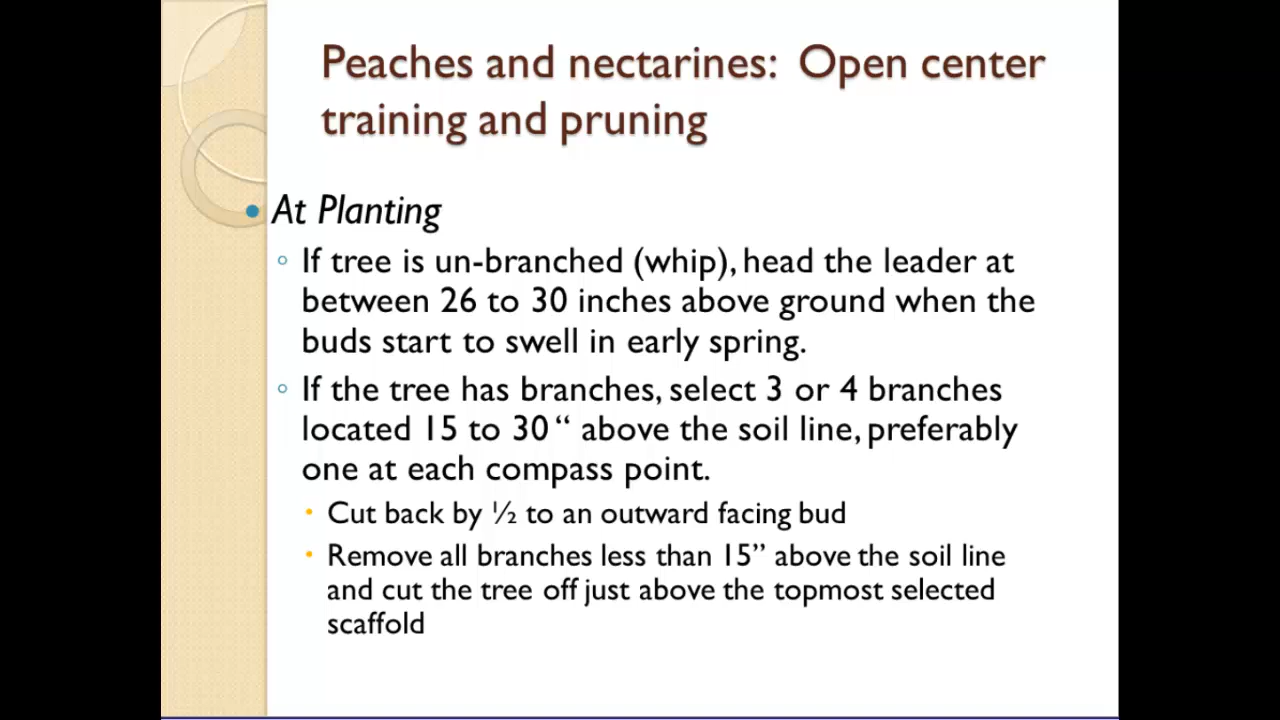 Peaches and nectarines: Open center
training and pruning
At Planting
If tree is un-branched (whip), head the leader at
between 26 to 30 inches above ground when the
buds start to swell in early spring.
If the tree has branches, select 3 or 4 branches
located 15 to 30 “ above the soil line, preferably
one at each compass point.
Cut back by ½ to an outward facing bud
Remove all branches less than 15” above the soil line
and cut the tree off just above the topmost selected
scaffold